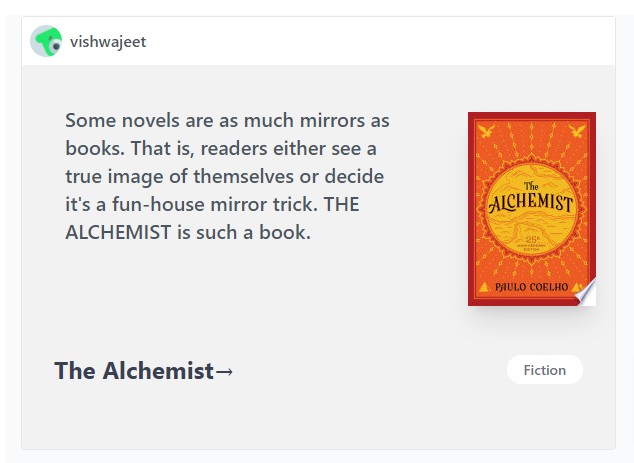 vishwajeet
Some novels are as much mirrors as
books. That is, readers either see a
true image of themselves or decide
it's a fun-house mirror trick. THE
ALCHEMIST is such a book.
The
ALCHEMIST
25th
ANNIVERSARY
EDITION
PAULO COELHO
The Alchemist→
Fiction